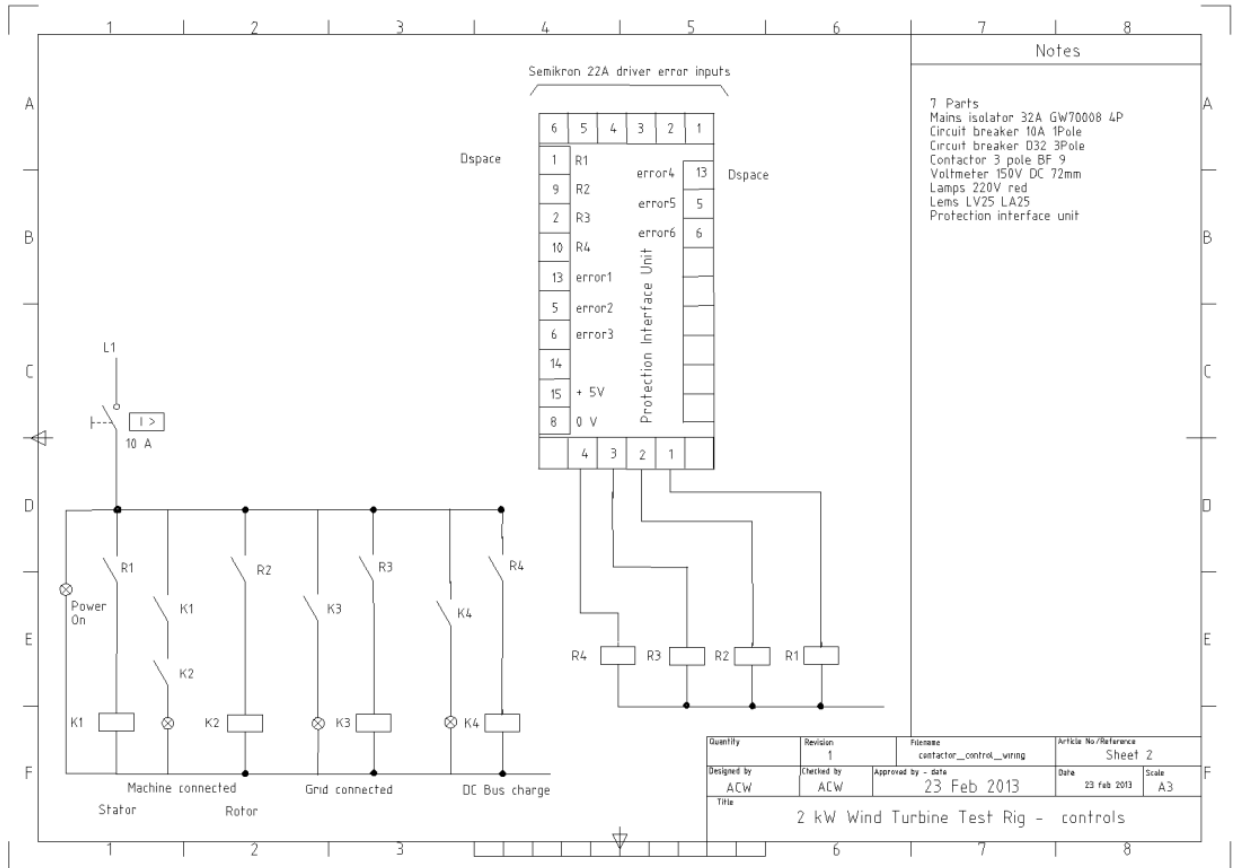 1 2 3 4 5 6 7 8
Notes
7 Parts
Mains isolator 32A GW70008 4P
Circuit breaker 10A 1Pole
Circuit breaker D32 3Pole
Contactor 3 pole BF 9
Voltmeter 150V DC 72mm
Lamps 220V red
Lems LV25 LA25
Protection interface unit
A A
B B
C C
D D
E E
F F
Semikron 22A driver error inputs
6 5 4 3 2 1
Dspace
1 R1
9 R2
2 R3
10 R4
13 error1
5 error2
6 error3
14
15 + 5V
8 0 V
Protection Interface Unit
error4 13
error5 5
error6 6
Dspace
4 3 2 1
L1
I >
10 A
R1 R2 R3 R4
Power
On
K1 K3 K4
K2
K1 K2 K3 K4
Machine connected Grid connected DC Bus charge
Stator Rotor
R4 R3 R2 R1
Quantity
Revision
1
Filename
contactor_control_wiring
Article No/Reference
Sheet 2
Designed by
ACW
Checked by
ACW
Approved by - date
23 Feb 2013
Date
23 feb 2013
Scale
A3
Title
2 kW Wind Turbine Test Rig - controls
1 2 3 6 7 8